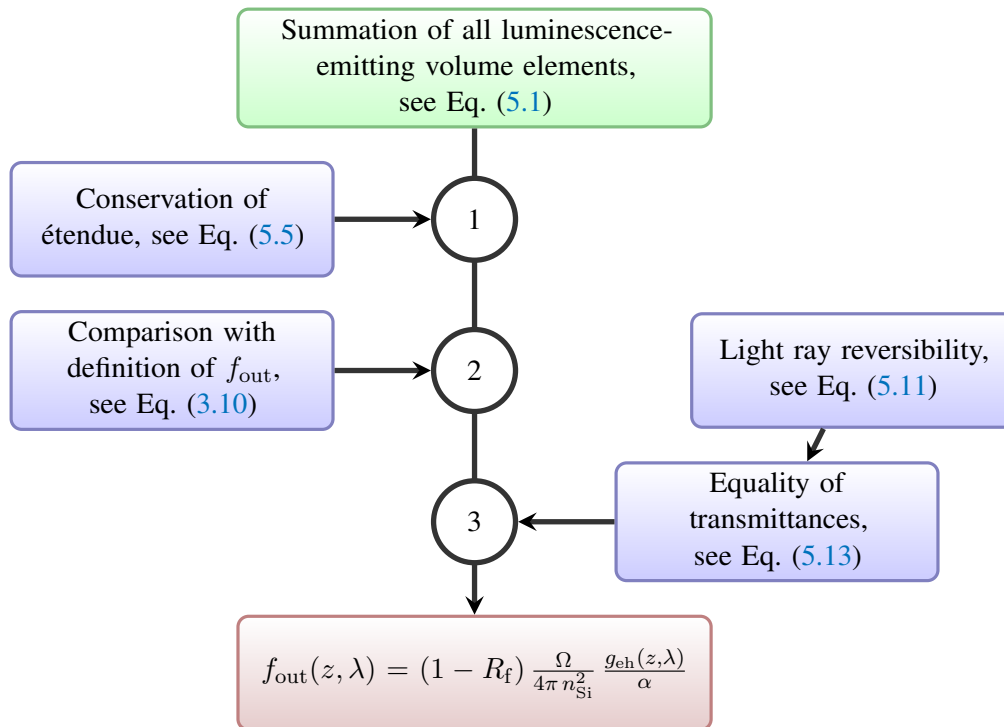 Summation of all luminescence-
emitting volume elements,
see Eq. (5.1)
Conservation of
étendue, see Eq. (5.5)
1
Comparison with
definition of f_out,
see Eq. (3.10)
2
Light ray reversibility,
see Eq. (5.11)
Equality of
transmittances,
see Eq. (5.13)
3
f_out(z, λ) = (1 − R_f) Ω/(4π n_Si^2) g_eh(z,λ)/α